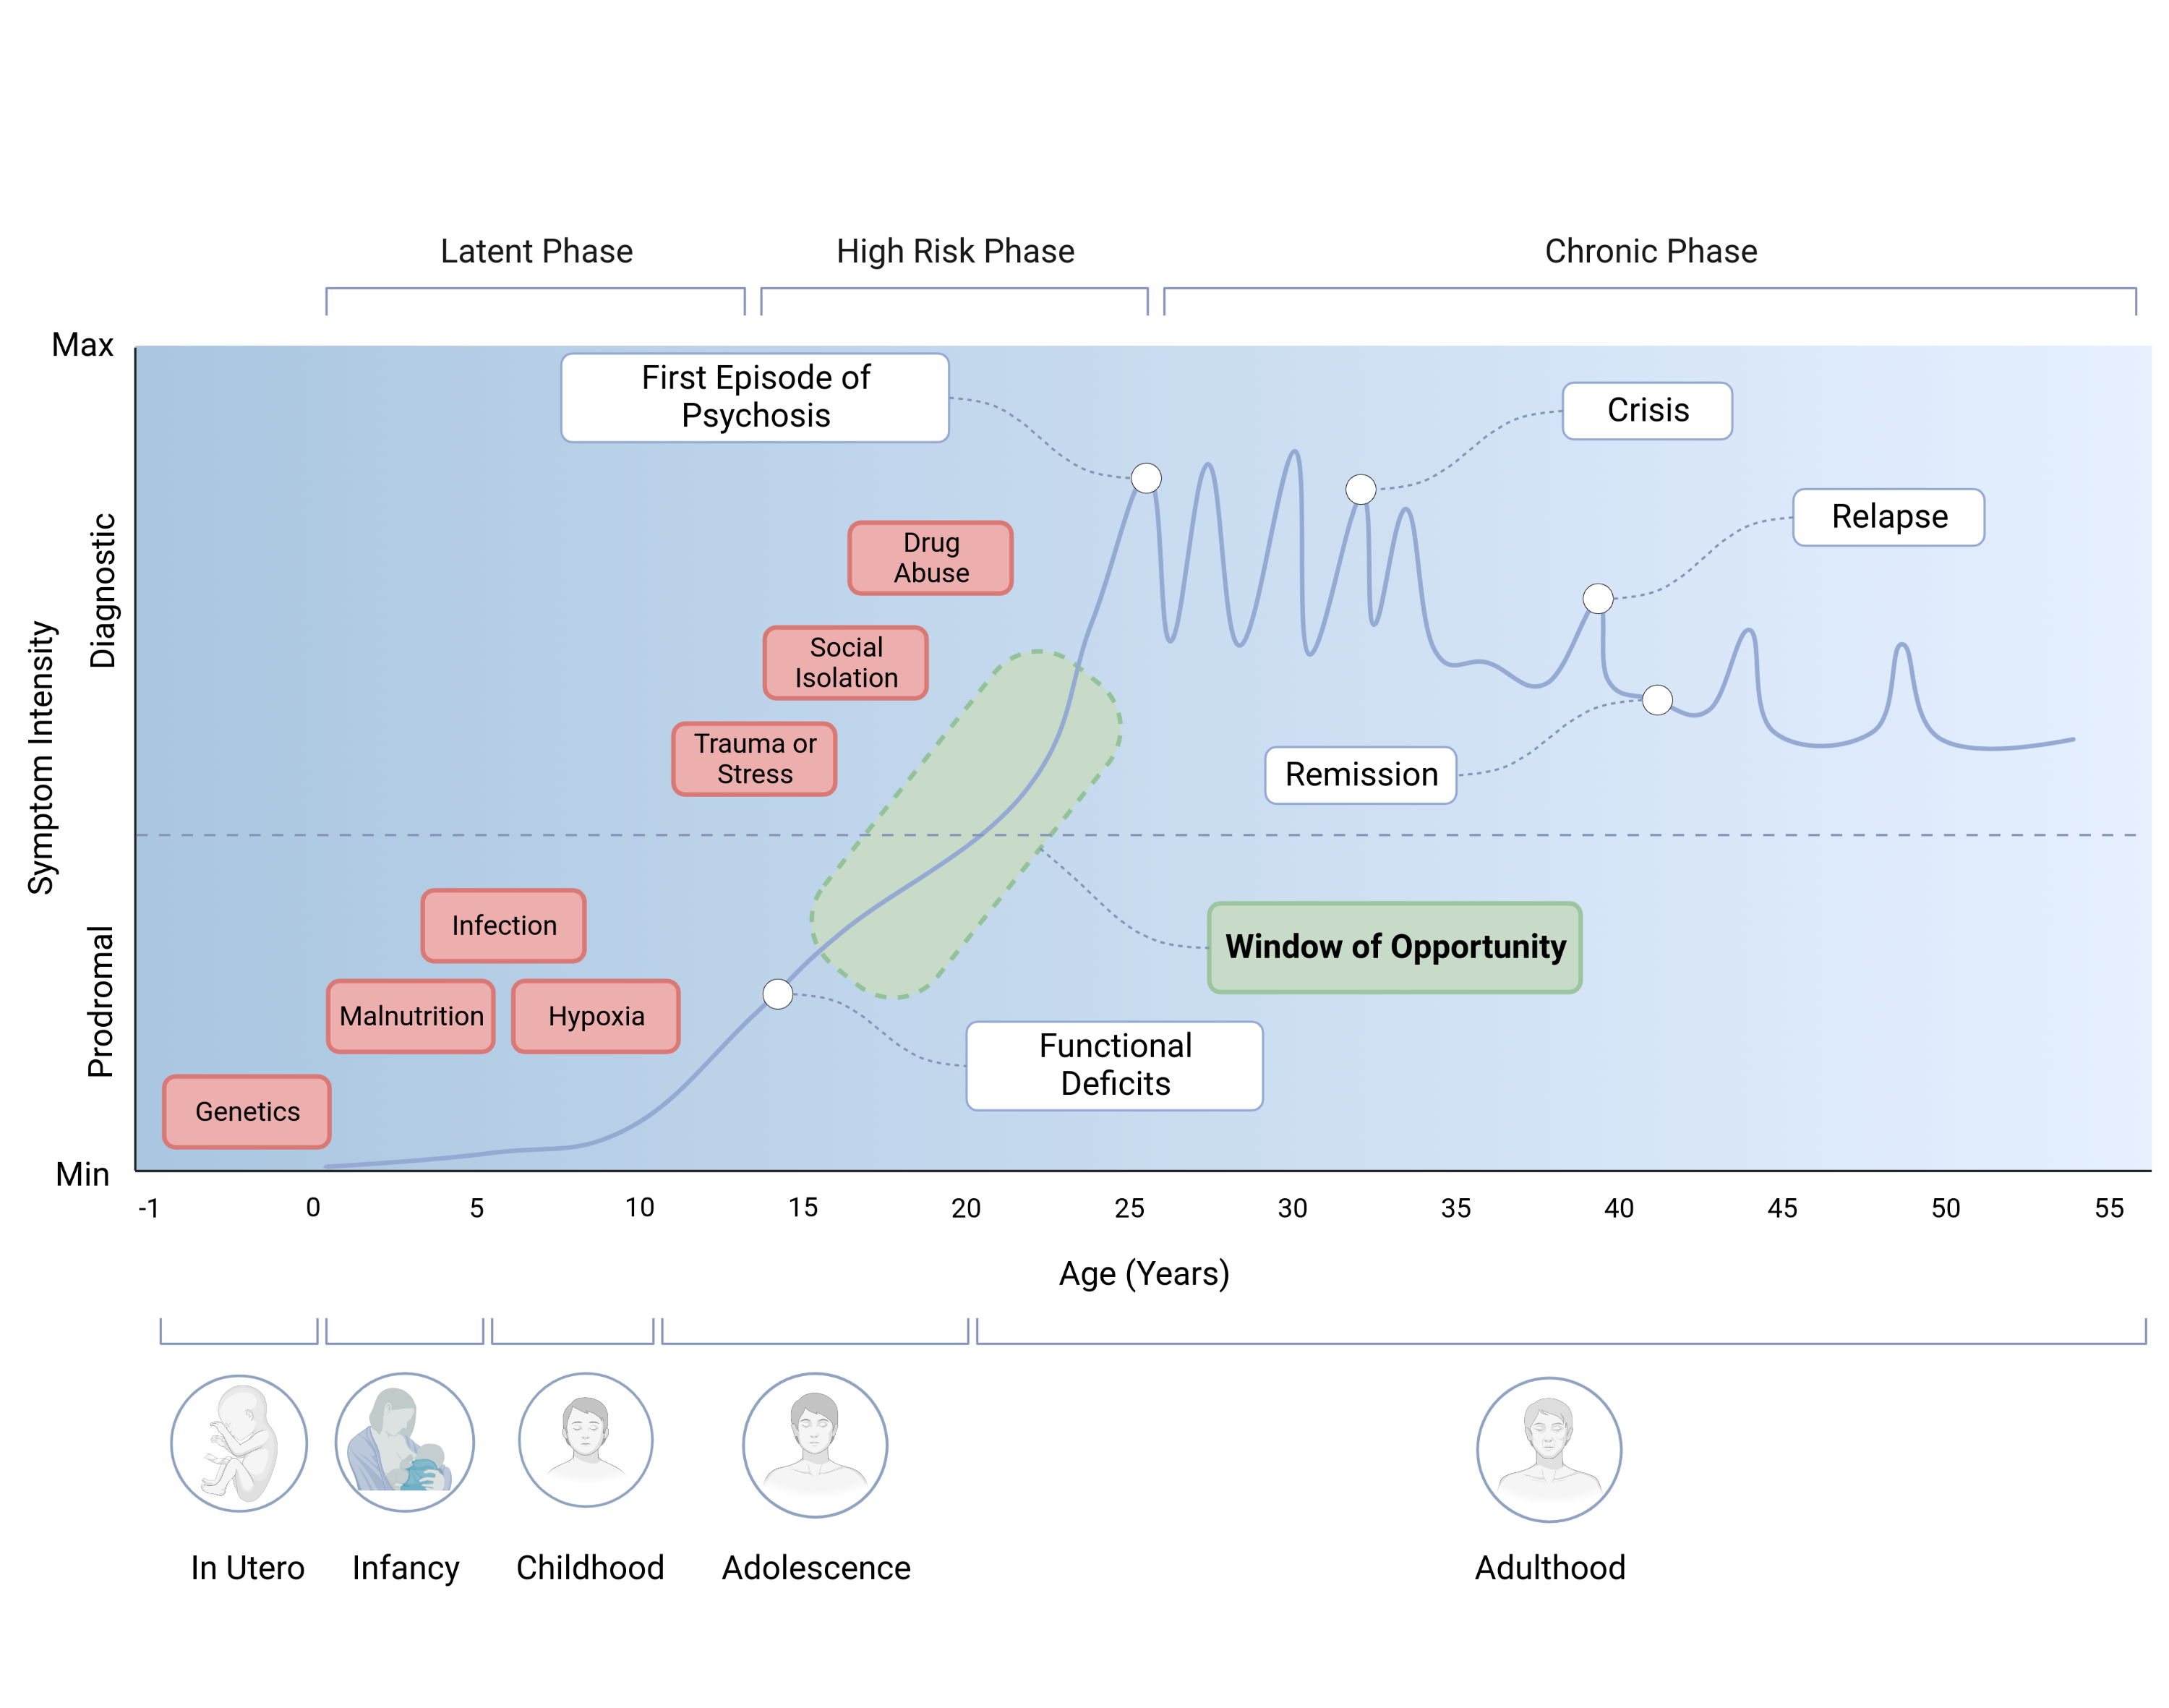 Latent Phase
High Risk Phase
Chronic Phase
Max
First Episode of
Psychosis
Crisis
Relapse
Diagnostic
Drug
Abuse
Social
Isolation
Trauma or
Stress
Remission
Symptom Intensity
Infection
Window of Opportunity
Prodromal
Malnutrition
Hypoxia
Functional
Deficits
Genetics
Min
-1 0 5 10 15 20 25 30 35 40 45 50 55
Age (Years)
In Utero
Infancy
Childhood
Adolescence
Adulthood